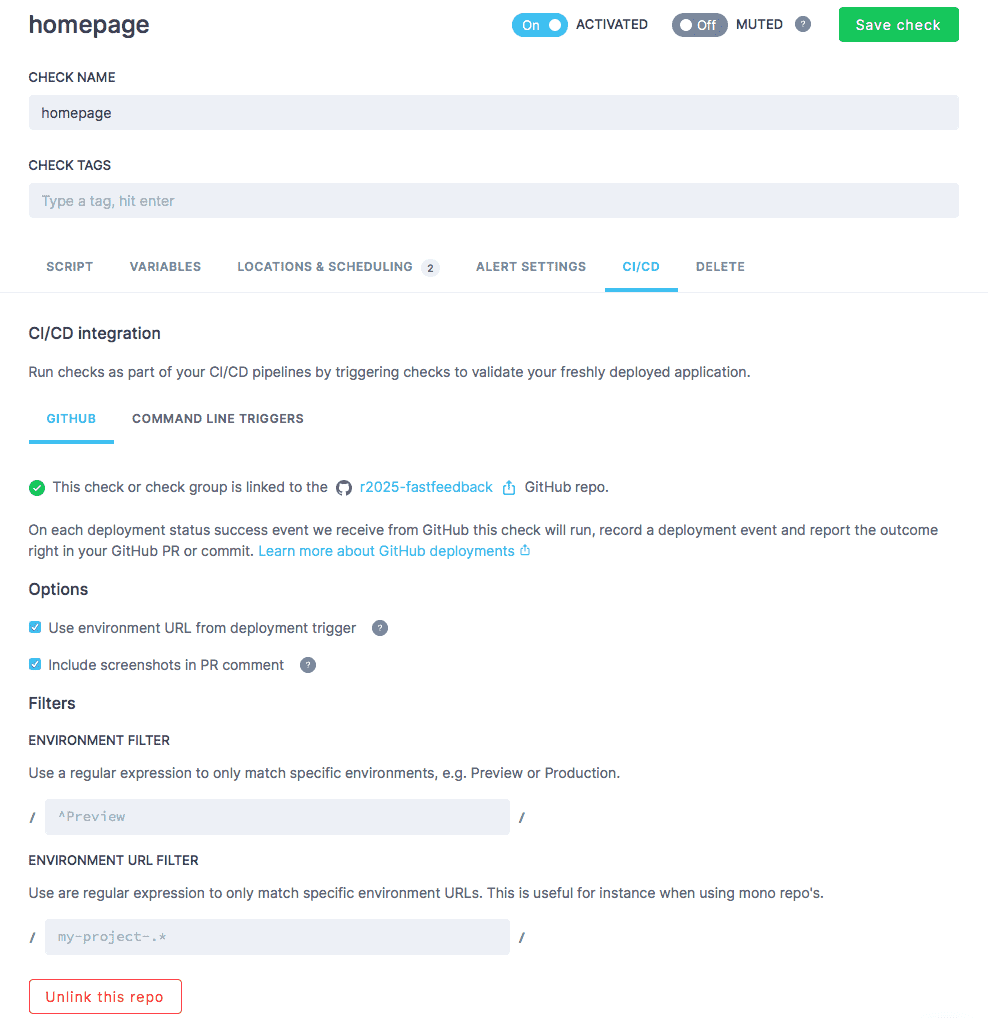 homepage
On ACTIVATED Off MUTED ? Save check
CHECK NAME
homepage
CHECK TAGS
Type a tag, hit enter
SCRIPT VARIABLES LOCATIONS & SCHEDULING 2 ALERT SETTINGS CI/CD DELETE
CI/CD integration
Run checks as part of your CI/CD pipelines by triggering checks to validate your freshly deployed application.
GITHUB COMMAND LINE TRIGGERS
This check or check group is linked to the r2025-fastfeedback GitHub repo.
On each deployment status success event we receive from GitHub this check will run, record a deployment event and report the outcome
right in your GitHub PR or commit. Learn more about GitHub deployments
Options
Use environment URL from deployment trigger ?
Include screenshots in PR comment ?
Filters
ENVIRONMENT FILTER
Use a regular expression to only match specific environments, e.g. Preview or Production.
/ ^Preview /
ENVIRONMENT URL FILTER
Use are regular expression to only match specific environment URLs. This is useful for instance when using mono repo's.
/ my-project-.* /
Unlink this repo